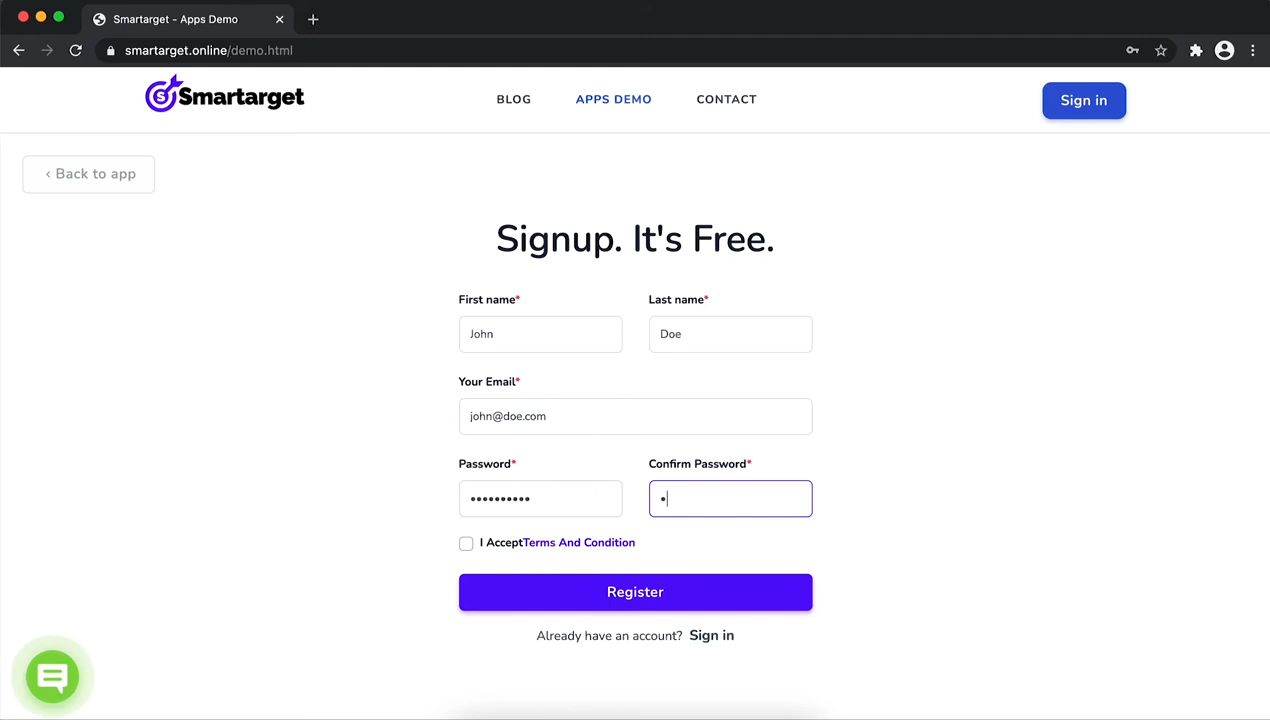 Smartarget - Apps Demo
smartarget.online/demo.html
Smartarget
BLOG
APPS DEMO
CONTACT
Sign in
‹ Back to app
Signup. It's Free.
First name*
Last name*
John
Doe
Your Email*
john@doe.com
Password*
Confirm Password*
••••••••••
•
I AcceptTerms And Condition
Register
Already have an account? Sign in